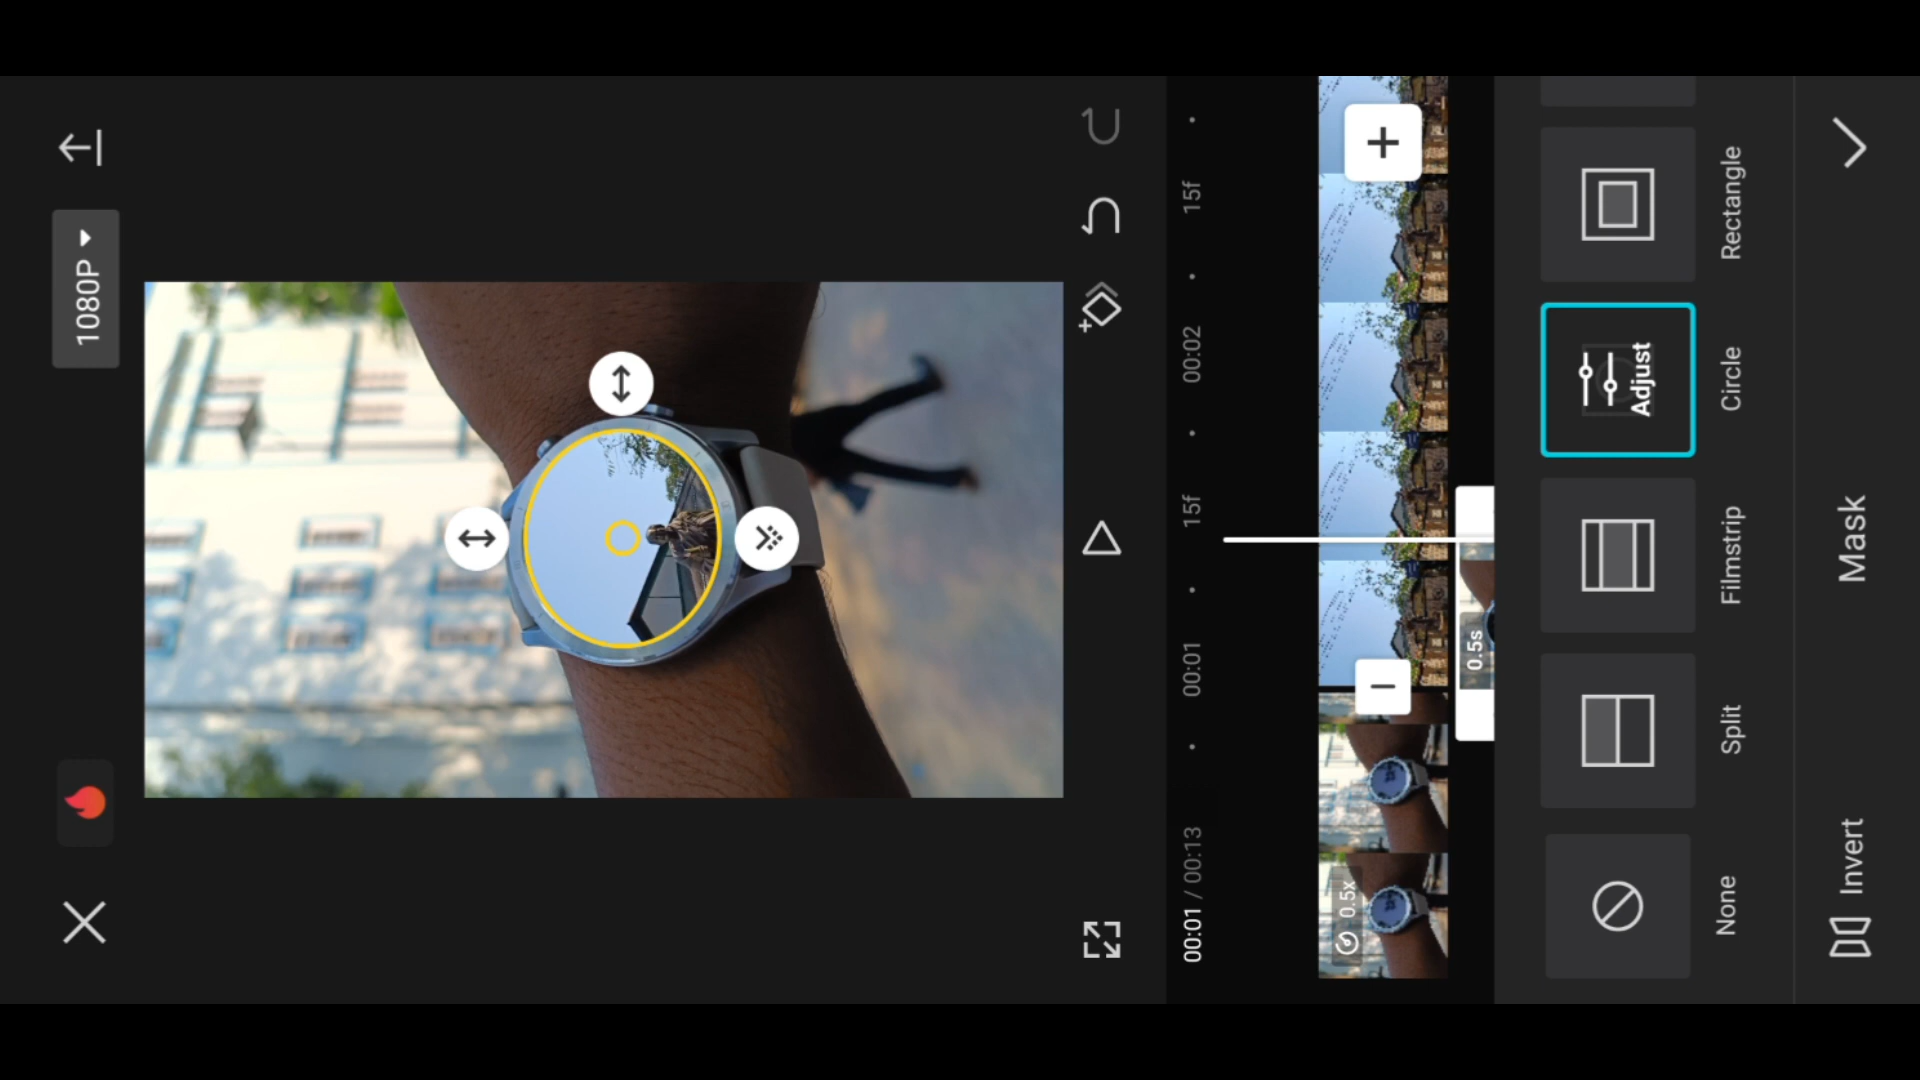 1080P
00:01 / 00:13
00:01
15f
00:02
15f
0.5x
0.5s
None
Split
Filmstrip
Adjust
Circle
Rectangle
Invert
Mask